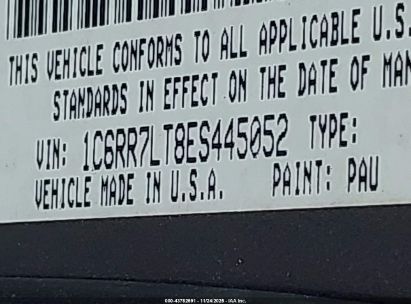 THIS VEHICLE CONFORMS TO ALL APPLICABLE U.S.
STANDARDS IN EFFECT ON THE DATE OF MAN
VIN: 1C6RR7LT8ES445052 TYPE:
VEHICLE MADE IN U.S.A. PAINT: PAU